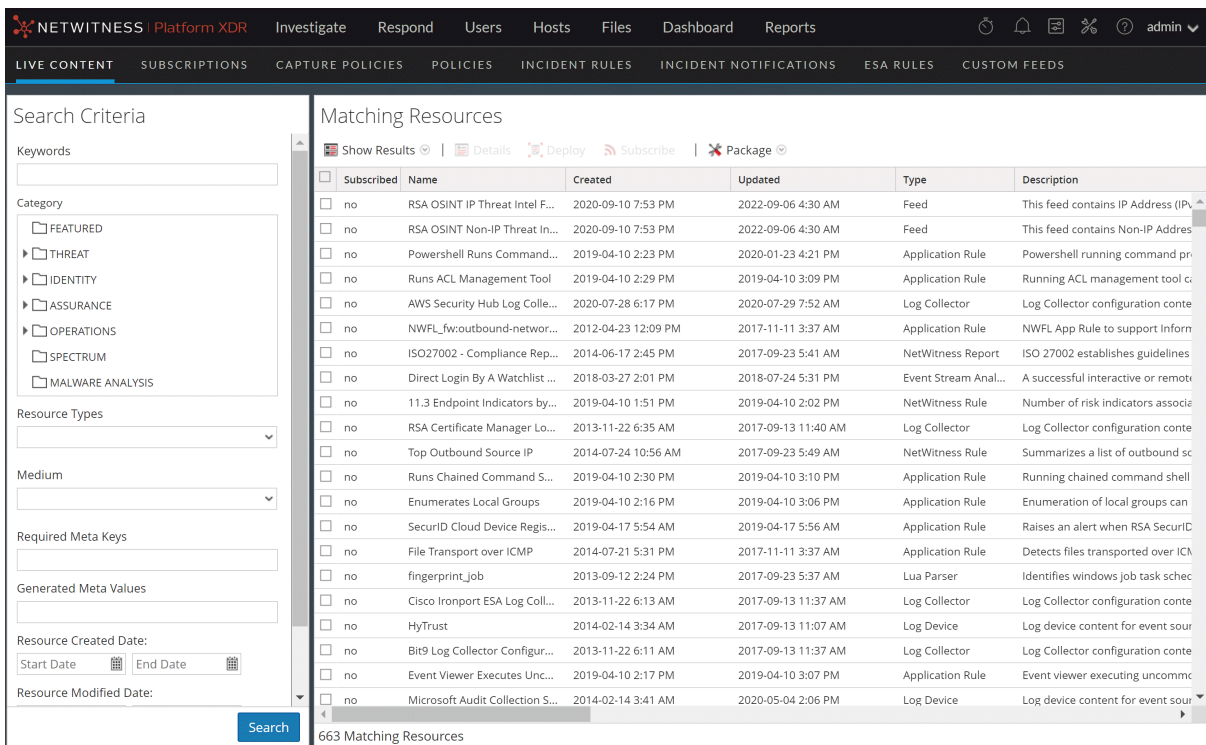 NETWITNESS | Platform XDR Investigate Respond Users Hosts Files Dashboard Reports admin
LIVE CONTENT SUBSCRIPTIONS CAPTURE POLICIES POLICIES INCIDENT RULES INCIDENT NOTIFICATIONS ESA RULES CUSTOM FEEDS
Search Criteria
Keywords
Category
FEATURED
THREAT
IDENTITY
ASSURANCE
OPERATIONS
SPECTRUM
MALWARE ANALYSIS
Resource Types
Medium
Required Meta Keys
Generated Meta Values
Resource Created Date:
Start Date End Date
Resource Modified Date:
Search
Matching Resources
Show Results | Details Deploy Subscribe | Package
Subscribed Name Created Updated Type Description
no RSA OSINT IP Threat Intel F... 2020-09-10 7:53 PM 2022-09-06 4:30 AM Feed This feed contains IP Address (IPv
no RSA OSINT Non-IP Threat In... 2020-09-10 7:53 PM 2022-09-06 4:30 AM Feed This feed contains Non-IP Addres
no Powershell Runs Command... 2019-04-10 2:23 PM 2020-01-23 4:21 PM Application Rule Powershell running command pr
no Runs ACL Management Tool 2019-04-10 2:29 PM 2019-04-10 3:09 PM Application Rule Running ACL management tool ca
no AWS Security Hub Log Colle... 2020-07-28 6:17 PM 2020-07-29 7:52 AM Log Collector Log Collector configuration conte
no NWFL_fw:outbound-networ... 2012-04-23 12:09 PM 2017-11-11 3:37 AM Application Rule NWFL App Rule to support Inform
no ISO27002 - Compliance Rep... 2014-06-17 2:45 PM 2017-09-23 5:41 AM NetWitness Report ISO 27002 establishes guidelines
no Direct Login By A Watchlist ... 2018-03-27 2:01 PM 2018-07-24 5:31 PM Event Stream Anal... A successful interactive or remote
no 11.3 Endpoint Indicators by... 2019-04-10 1:51 PM 2019-04-10 2:02 PM NetWitness Rule Number of risk indicators associa
no RSA Certificate Manager Lo... 2013-11-22 6:35 AM 2017-09-13 11:40 AM Log Collector Log Collector configuration conte
no Top Outbound Source IP 2014-07-24 10:56 AM 2017-09-23 5:49 AM NetWitness Rule Summarizes a list of outbound so
no Runs Chained Command S... 2019-04-10 2:30 PM 2019-04-10 3:10 PM Application Rule Running chained command shell
no Enumerates Local Groups 2019-04-10 2:16 PM 2019-04-10 3:06 PM Application Rule Enumeration of local groups can
no SecurID Cloud Device Regis... 2019-04-17 5:54 AM 2019-04-17 5:56 AM Application Rule Raises an alert when RSA SecurID
no File Transport over ICMP 2014-07-21 5:31 PM 2017-11-11 3:37 AM Application Rule Detects files transported over ICM
no fingerprint_job 2013-09-12 2:24 PM 2017-09-23 5:37 AM Lua Parser Identifies windows job task sched
no Cisco Ironport ESA Log Coll... 2013-11-22 6:13 AM 2017-09-13 11:37 AM Log Collector Log Collector configuration conte
no HyTrust 2014-02-14 3:34 AM 2017-09-13 11:07 AM Log Device Log device content for event sour
no Bit9 Log Collector Configur... 2013-11-22 6:11 AM 2017-09-13 11:37 AM Log Collector Log Collector configuration conte
no Event Viewer Executes Unc... 2019-04-10 2:17 PM 2019-04-10 3:07 PM Application Rule Event viewer executing uncommo
no Microsoft Audit Collection S... 2014-02-14 3:41 AM 2020-05-04 2:06 PM Log Device Log device content for event sour
663 Matching Resources